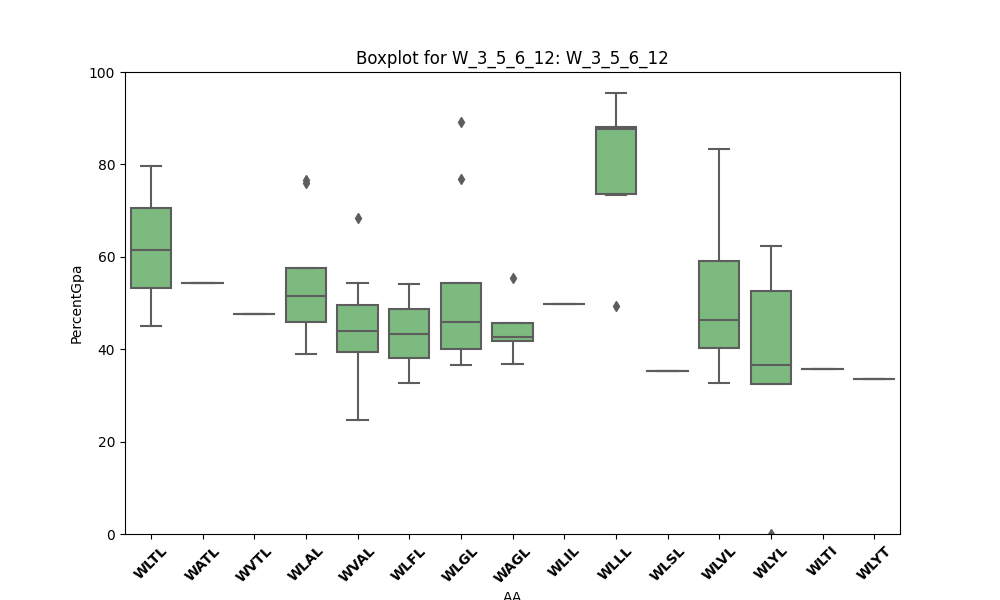 Boxplot for W_3_5_6_12: W_3_5_6_12
100
80
60
40
20
0
PercentGpa
WLTL WATL WVTL WLAL WVAL WLFL WLGL WAGL WLIL WLLL WLSL WLVL WLYL WLTI WLYT
AA